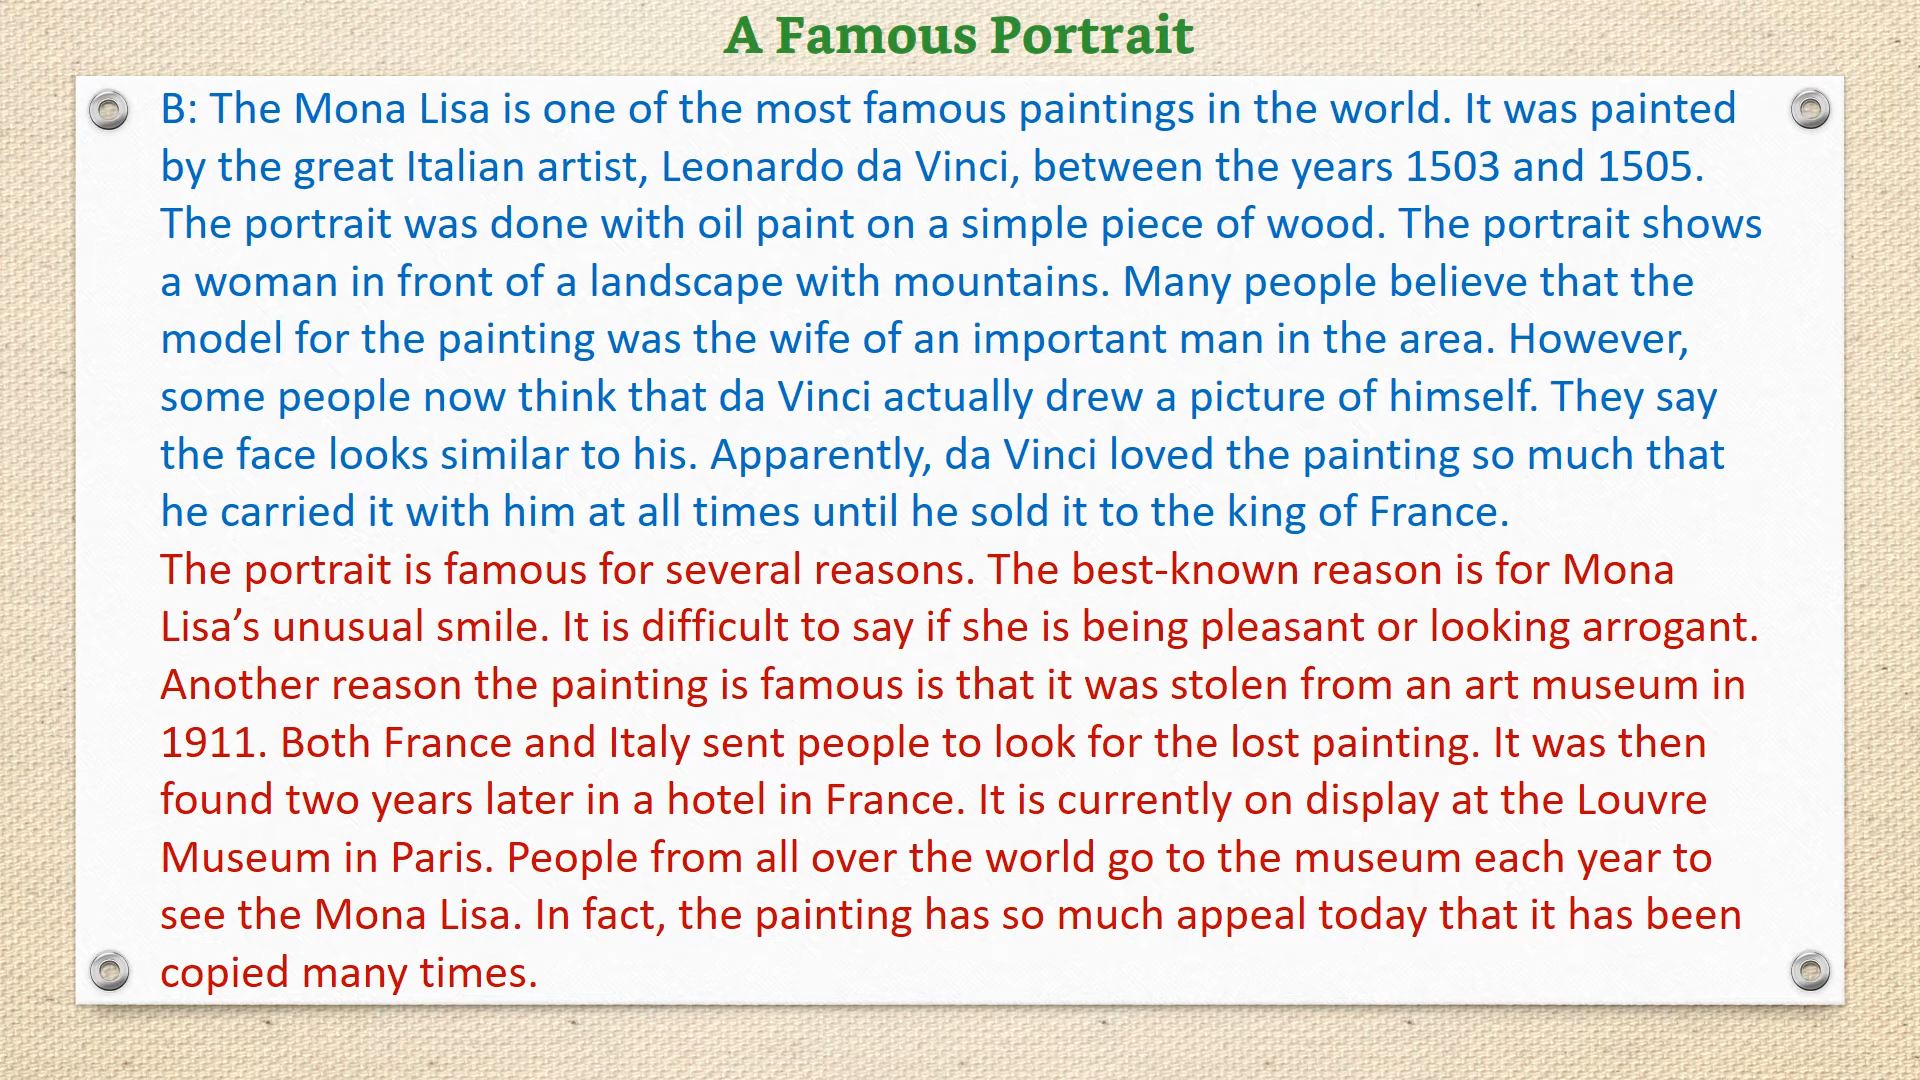 A Famous Portrait
B: The Mona Lisa is one of the most famous paintings in the world. It was painted
by the great Italian artist, Leonardo da Vinci, between the years 1503 and 1505.
The portrait was done with oil paint on a simple piece of wood. The portrait shows
a woman in front of a landscape with mountains. Many people believe that the
model for the painting was the wife of an important man in the area. However,
some people now think that da Vinci actually drew a picture of himself. They say
the face looks similar to his. Apparently, da Vinci loved the painting so much that
he carried it with him at all times until he sold it to the king of France.
The portrait is famous for several reasons. The best-known reason is for Mona
Lisa’s unusual smile. It is difficult to say if she is being pleasant or looking arrogant.
Another reason the painting is famous is that it was stolen from an art museum in
1911. Both France and Italy sent people to look for the lost painting. It was then
found two years later in a hotel in France. It is currently on display at the Louvre
Museum in Paris. People from all over the world go to the museum each year to
see the Mona Lisa. In fact, the painting has so much appeal today that it has been
copied many times.